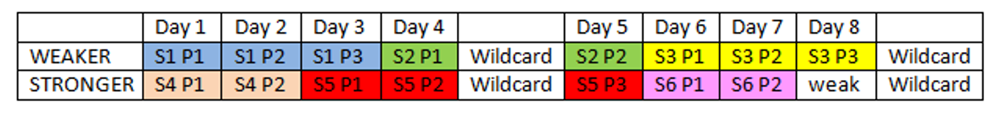 Day 1 Day 2 Day 3 Day 4 Day 5 Day 6 Day 7 Day 8
WEAKER S1 P1 S1 P2 S1 P3 S2 P1 Wildcard S2 P2 S3 P1 S3 P2 S3 P3 Wildcard
STRONGER S4 P1 S4 P2 S5 P1 S5 P2 Wildcard S5 P3 S6 P1 S6 P2 weak Wildcard